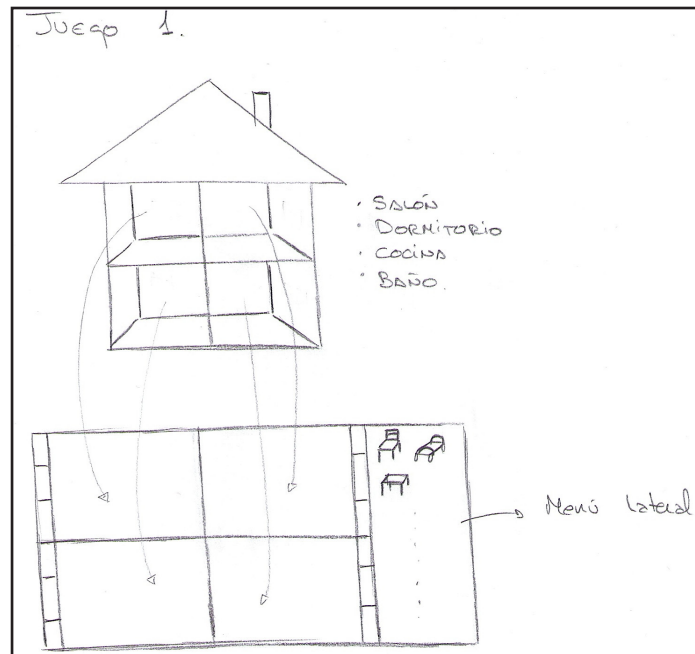 Juego 1.
· SALÓN
· DORMITORIO
· COCINA
· BAÑO.
Menú lateral